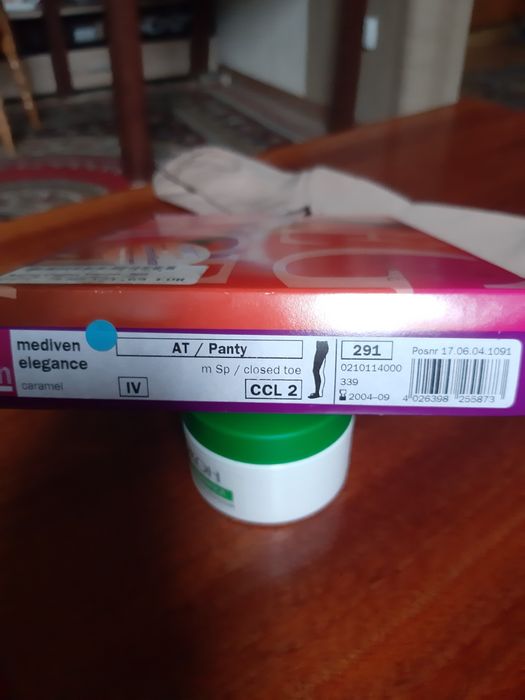 mediven
elegance
caramel
IV
AT / Panty
m Sp / closed toe
CCL 2
291
0210114000
339
2004-09
Posnr 17.06.04.1091
4 026398 255873